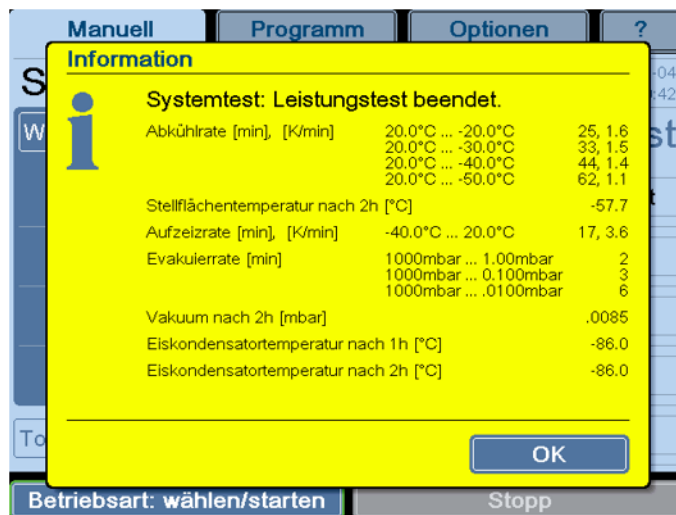 Manuell Programm Optionen ?
Information
Systemtest: Leistungstest beendet.
Abkühlrate [min], [K/min] 20.0°C ... -20.0°C 25, 1.6
20.0°C ... -30.0°C 33, 1.5
20.0°C ... -40.0°C 44, 1.4
20.0°C ... -50.0°C 62, 1.1
Stellflächentemperatur nach 2h [°C] -57.7
Aufzeizrate [min], [K/min] -40.0°C ... 20.0°C 17, 3.6
Evakuierrate [min] 1000mbar ... 1.00mbar 2
1000mbar ... 0.100mbar 3
1000mbar ... .0100mbar 6
Vakuum nach 2h [mbar] .0085
Eiskondensatortemperatur nach 1h [°C] -86.0
Eiskondensatortemperatur nach 2h [°C] -86.0
OK
Betriebsart: wählen/starten Stopp